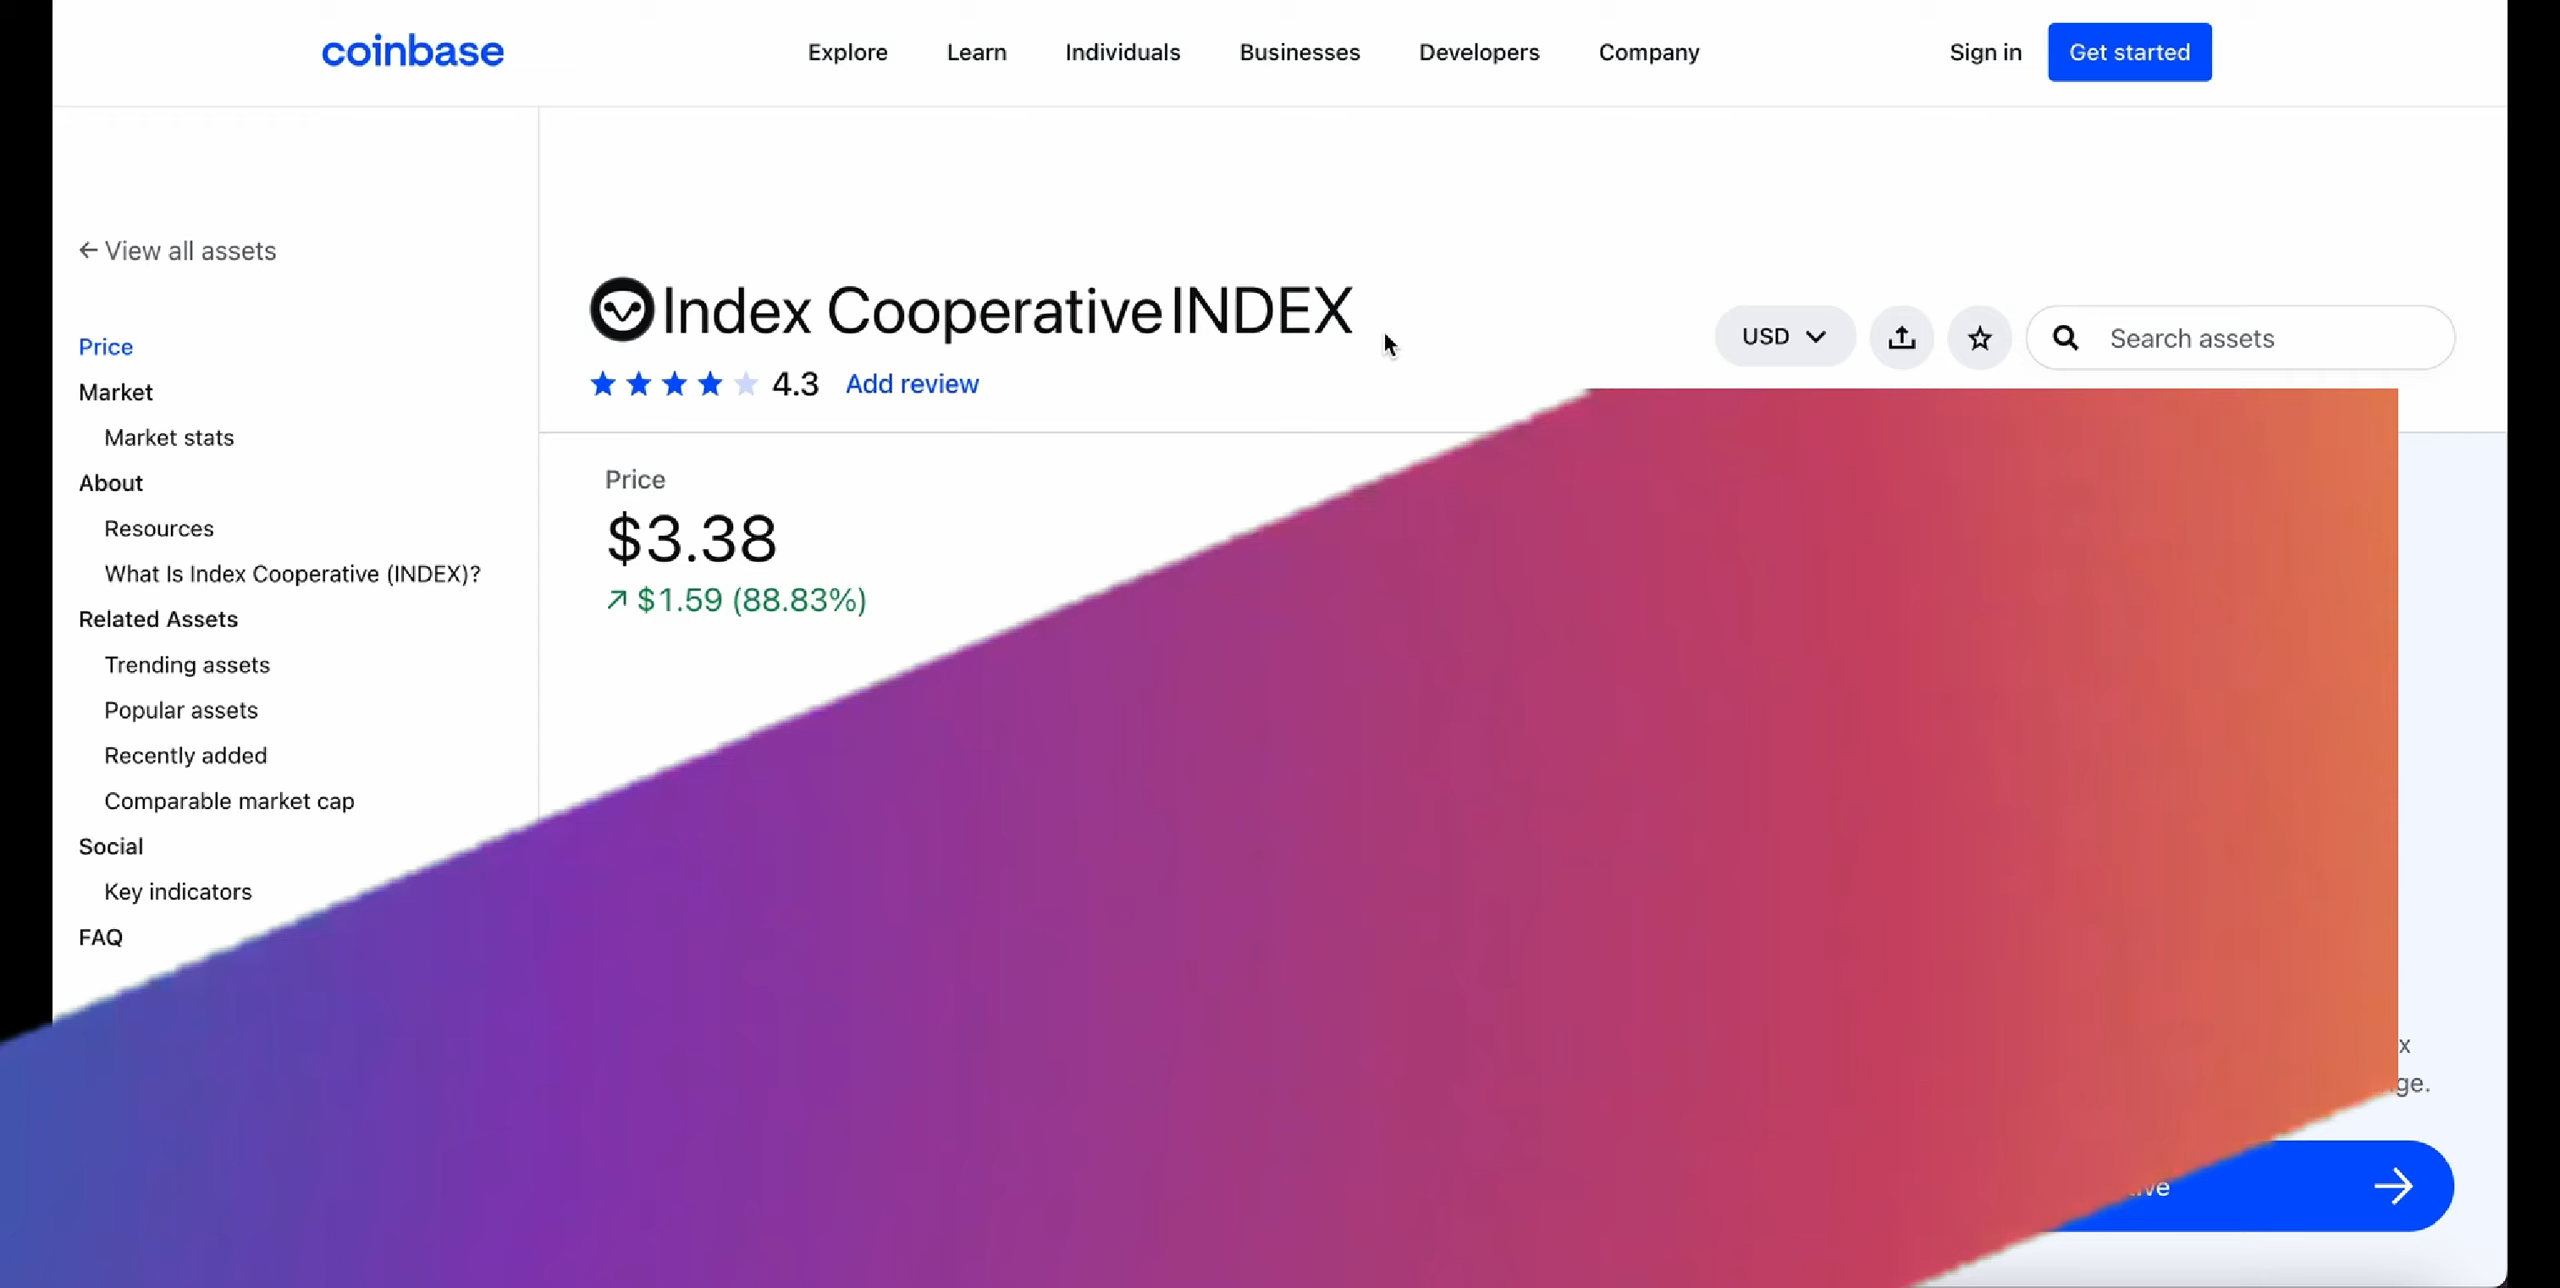 coinbase Explore Learn Individuals Businesses Developers Company Sign in Get started
← View all assets
Price
Market
Market stats
About
Resources
What Is Index Cooperative (INDEX)?
Related Assets
Trending assets
Popular assets
Recently added
Comparable market cap
Social
Key indicators
FAQ
Index Cooperative INDEX
4.3 Add review
USD
Search assets
Price
$3.38
↗ $1.59 (88.83%)